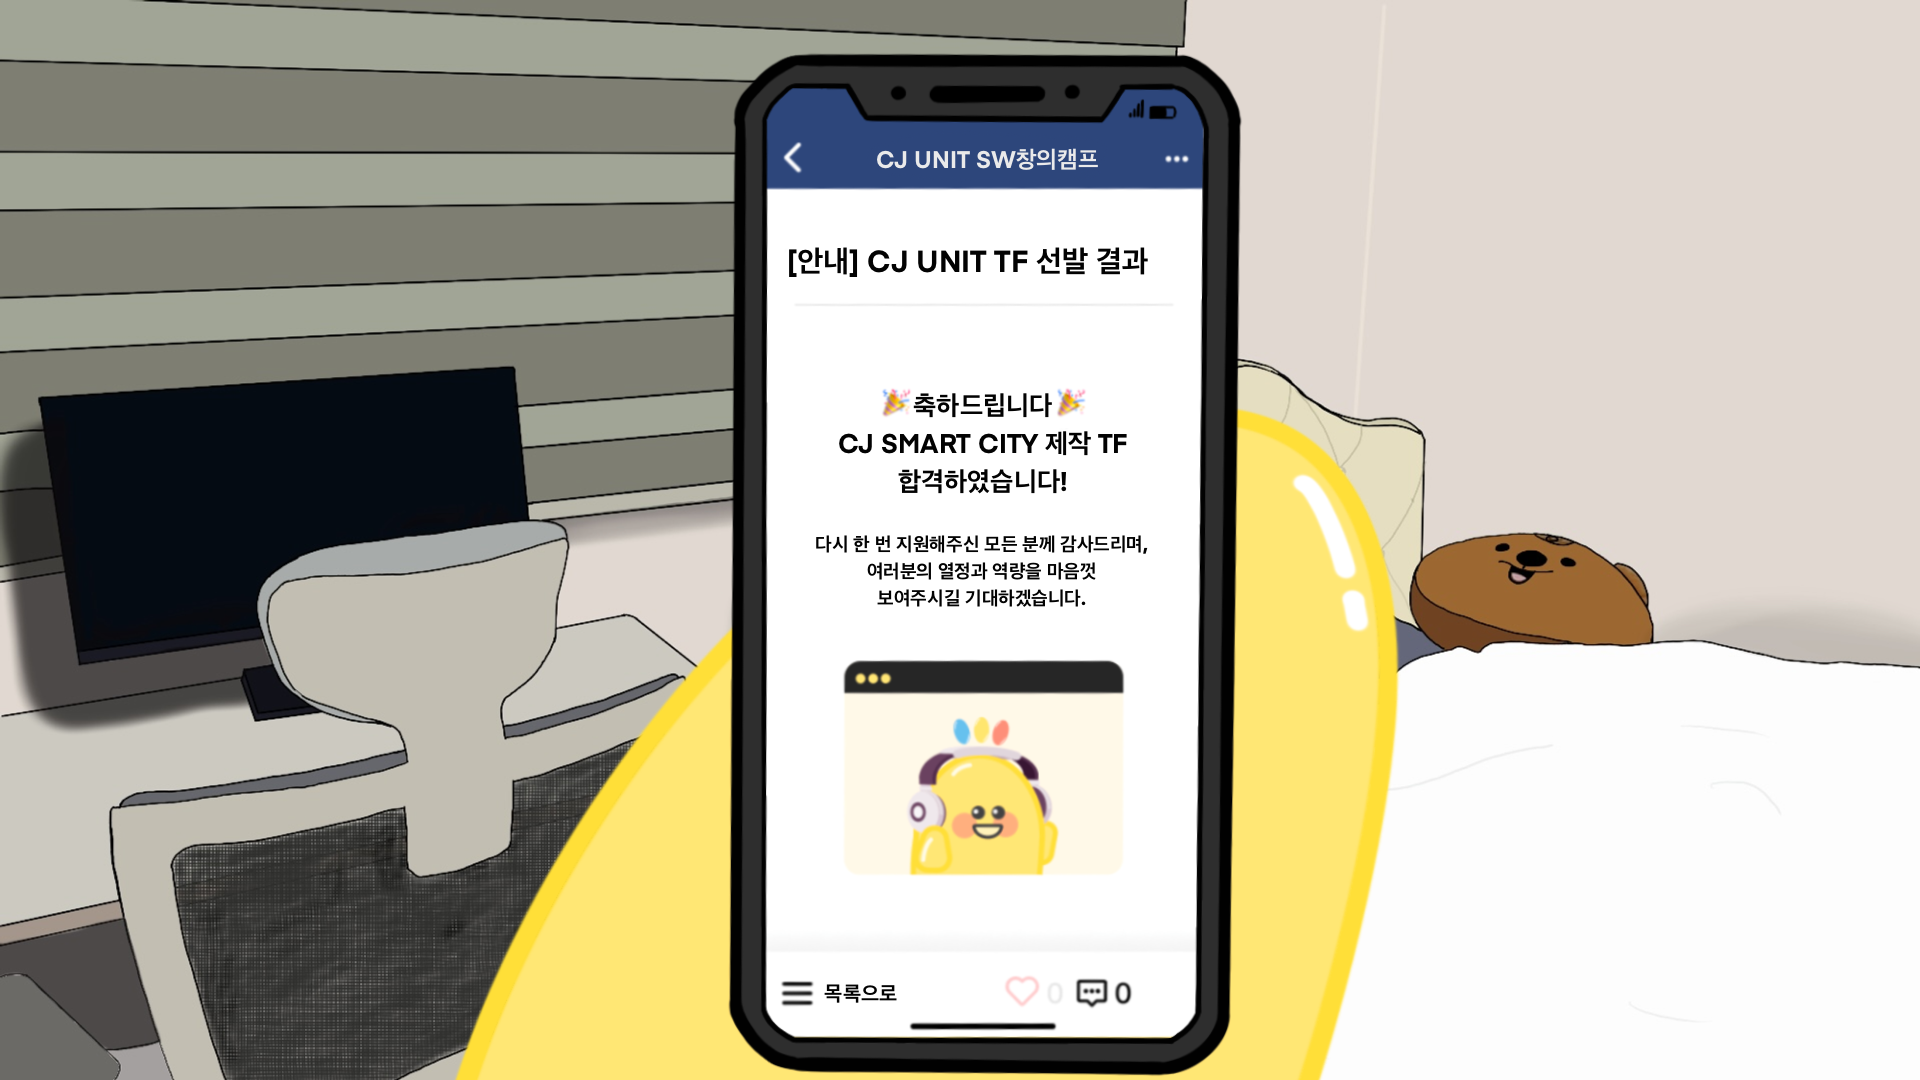 CJ UNIT SW창의캠프
[안내] CJ UNIT TF 선발 결과
🎉축하드립니다🎉
CJ SMART CITY 제작 TF
합격하였습니다!
다시 한 번 지원해주신 모든 분께 감사드리며,
여러분의 열정과 역량을 마음껏
보여주시길 기대하겠습니다.
목록으로 0 0